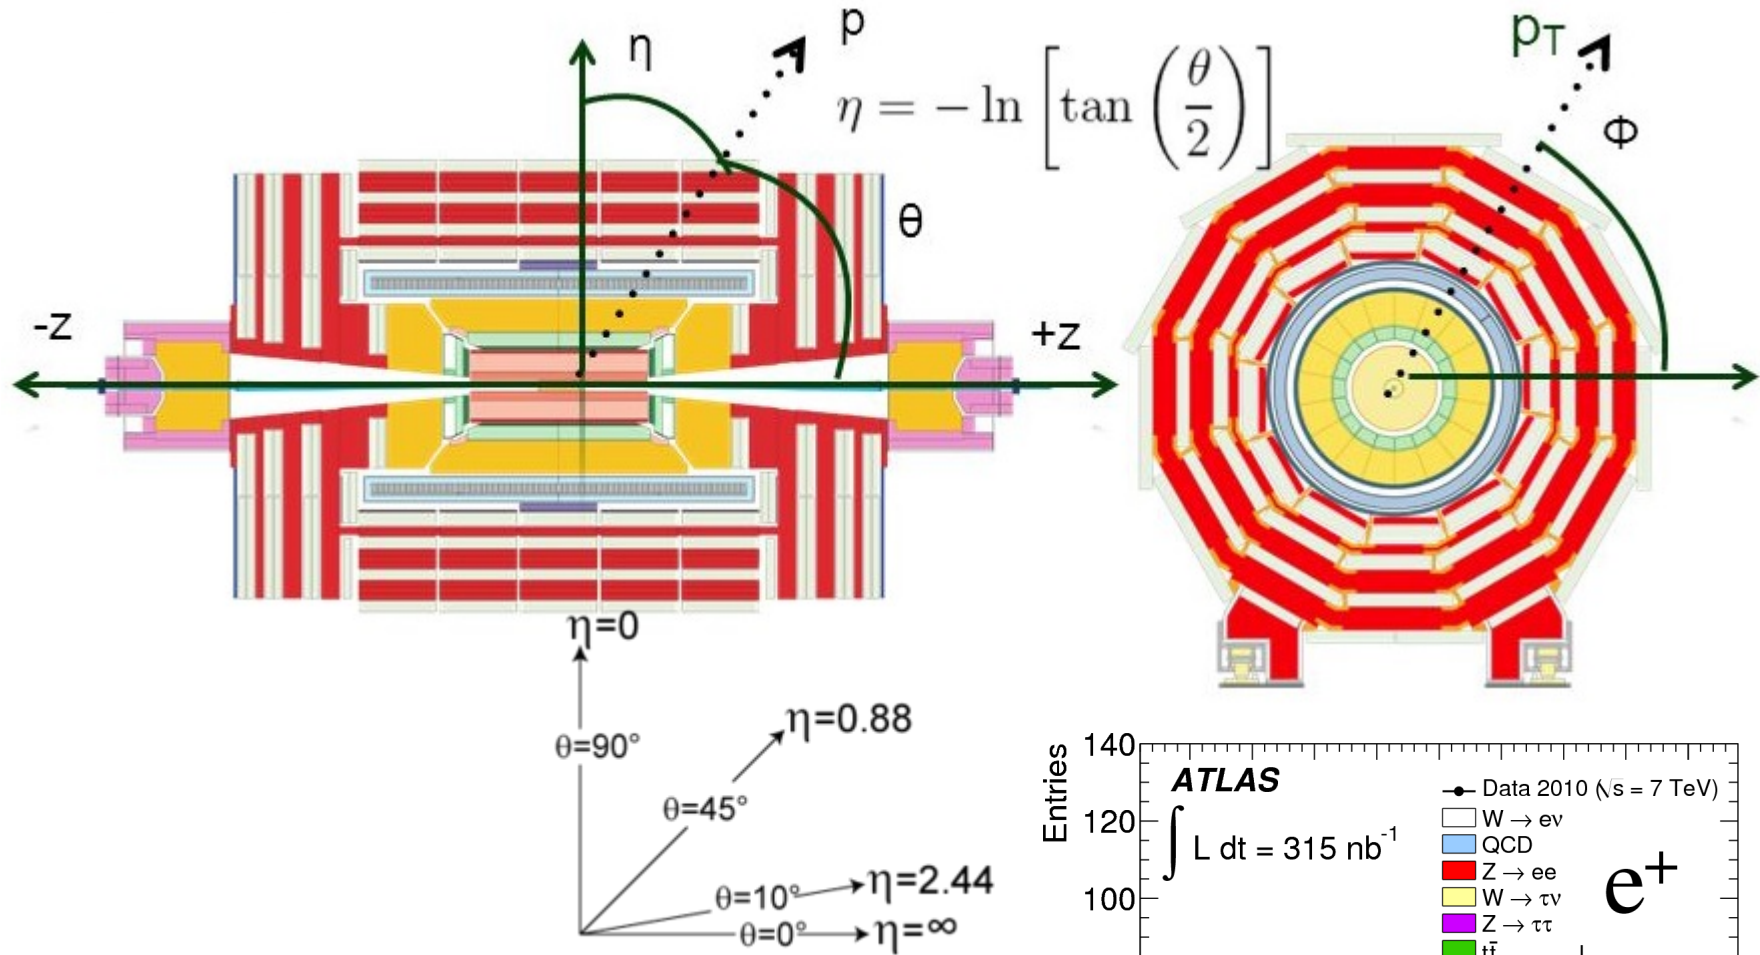 η
p
η = − ln [tan (θ/2)]
θ
-z
+z
p_T
Φ
η=0
θ=90°
η=0.88
θ=45°
θ=10°
η=2.44
θ=0°
η=∞
Entries
140
120
100
ATLAS
∫ L dt = 315 nb⁻¹
Data 2010 (√s = 7 TeV)
W → eν
QCD
Z → ee
W → τν
Z → ττ
tt̄
e⁺